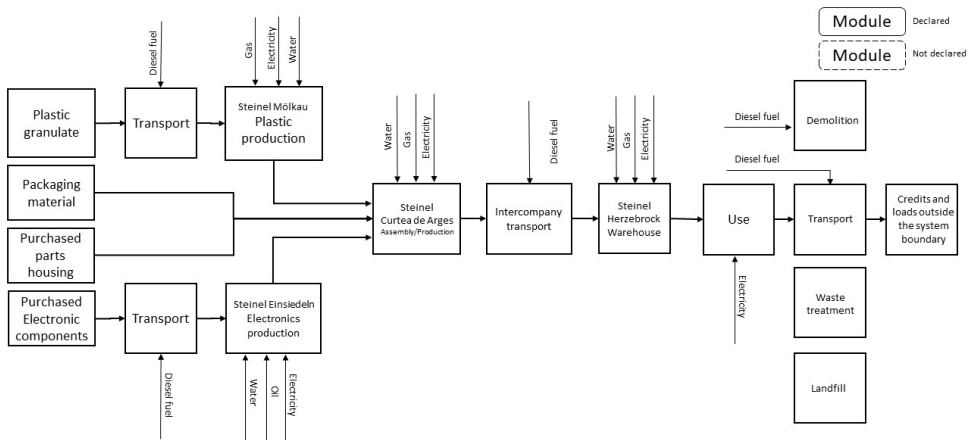 Module
Declared
Module
Not declared
Diesel fuel
Gas
Electricity
Water
Plastic
granulate
Transport
Steinel Mölkau
Plastic
production
Packaging
material
Purchased
parts
housing
Purchased
Electronic
components
Transport
Steinel Einsiedeln
Electronics
production
Diesel fuel
Water
Oil
Electricity
Water
Gas
Electricity
Steinel
Curtea de Arges
Assembly/Production
Diesel fuel
Intercompany
transport
Water
Gas
Electricity
Steinel
Herzebrock
Warehouse
Use
Electricity
Diesel fuel
Demolition
Diesel fuel
Transport
Waste
treatment
Landfill
Credits and
loads outside
the system
boundary